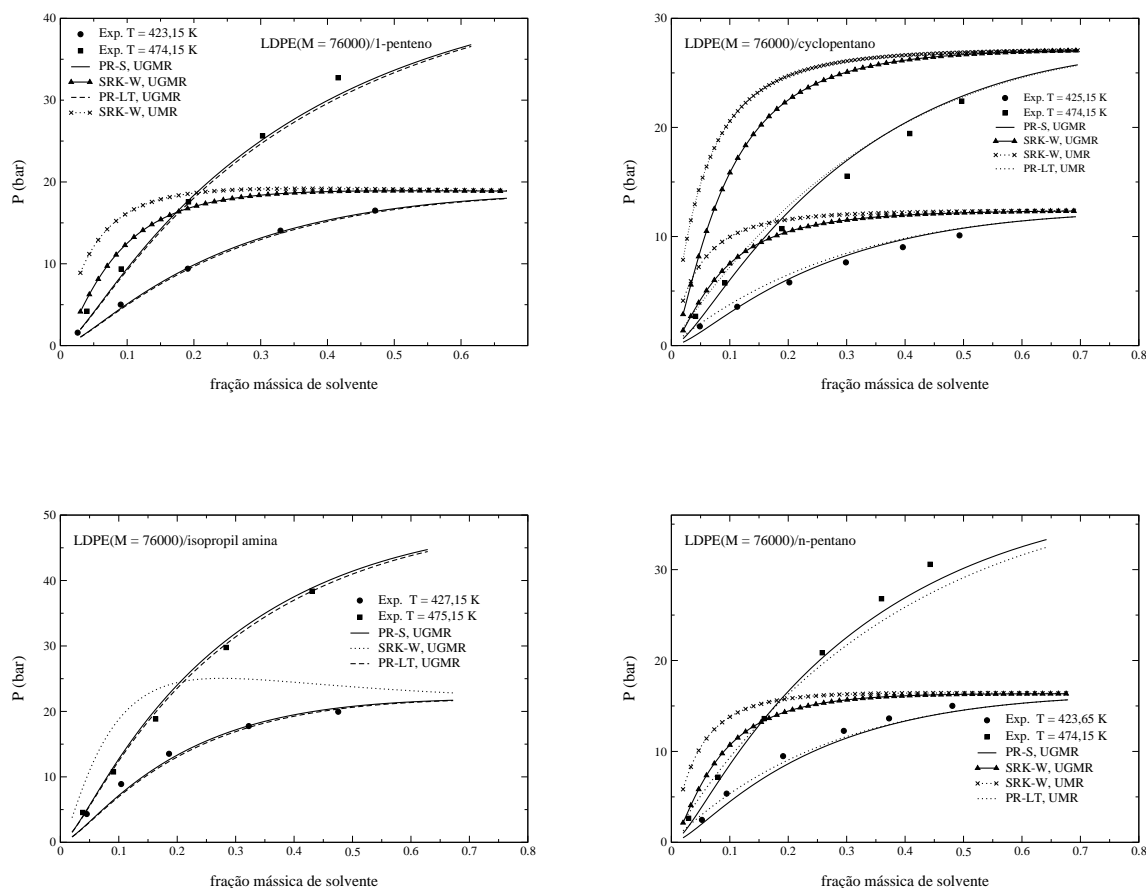 LDPE(M = 76000)/1-penteno
Exp. T = 423,15 K
Exp. T = 474,15 K
PR-S, UGMR
SRK-W, UGMR
PR-LT, UGMR
SRK-W, UMR
P (bar)
40
30
20
10
0
0
0.1
0.2
0.3
0.4
0.5
0.6
0.7
fração mássica de solvente
LDPE(M = 76000)/cyclopentano
Exp. T = 425,15 K
Exp. T = 474,15 K
PR-S, UGMR
SRK-W, UGMR
SRK-W, UMR
PR-LT, UMR
P (bar)
30
20
10
0
0
0.1
0.2
0.3
0.4
0.5
0.6
0.7
0.8
fração mássica de solvente
LDPE(M = 76000)/isopropil amina
Exp. T = 427,15 K
Exp. T = 475,15 K
PR-S, UGMR
SRK-W, UGMR
PR-LT, UGMR
P (bar)
50
40
30
20
10
0
0
0.1
0.2
0.3
0.4
0.5
0.6
0.7
0.8
fração mássica de solvente
LDPE(M = 76000)/n-pentano
Exp. T = 423,65 K
Exp. T = 474,15 K
PR-S, UGMR
SRK-W, UGMR
SRK-W, UMR
PR-LT, UMR
P (bar)
30
20
10
0
0
0.1
0.2
0.3
0.4
0.5
0.6
0.7
0.8
fração mássica de solvente